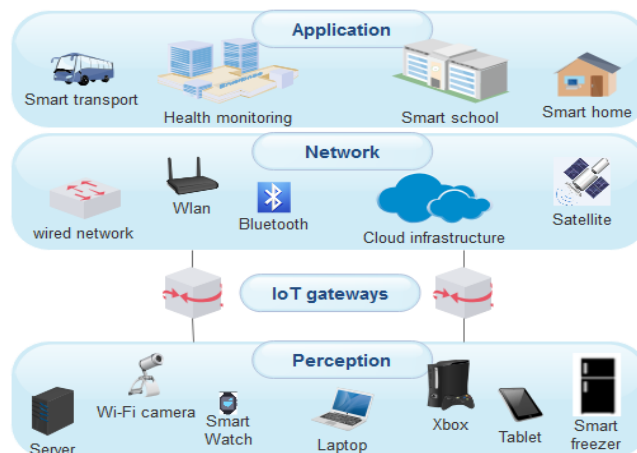 Application
Smart transport
Health monitoring
Smart school
Smart home
Network
wired network
Wlan
Bluetooth
Cloud infrastructure
Satellite
IoT gateways
Perception
Server
Wi-Fi camera
Smart
Watch
Laptop
Xbox
Tablet
Smart
freezer